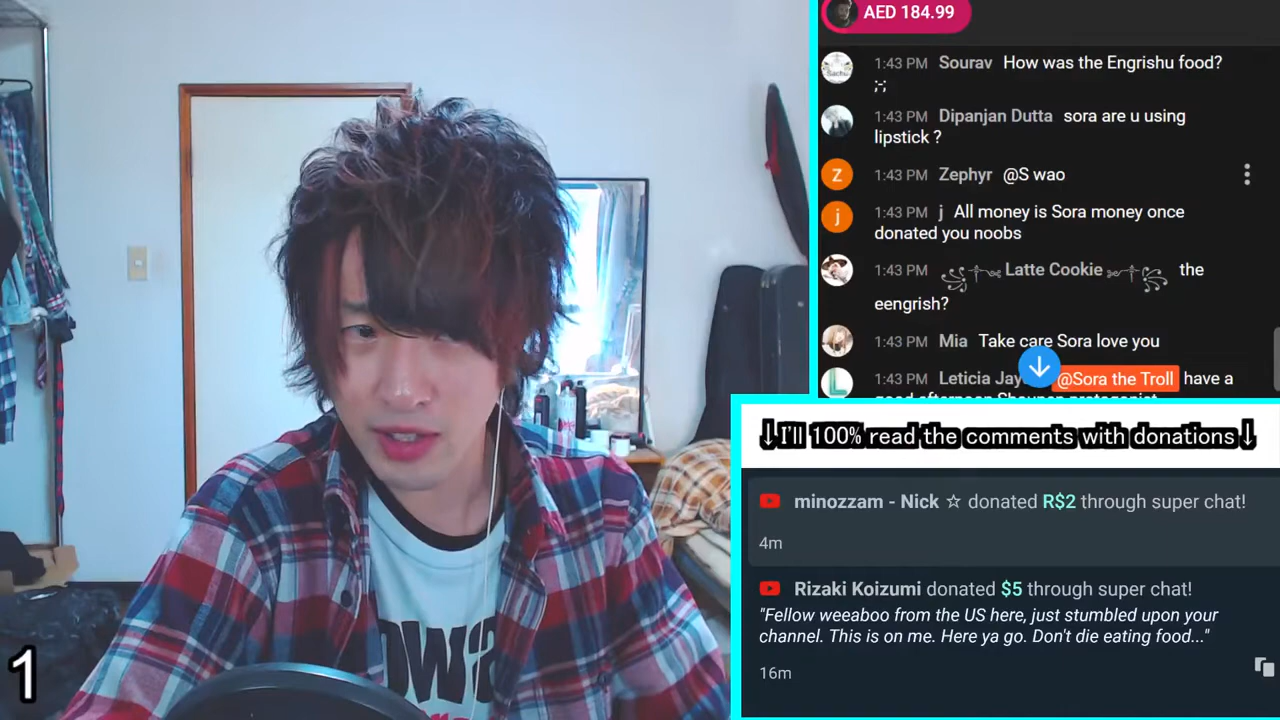 AED 184.99
1:43 PM Sourav How was the Engrishu food?
;-;
1:43 PM Dipanjan Dutta sora are u using
lipstick ?
Z
1:43 PM Zephyr @S wao
j
1:43 PM j All money is Sora money once
donated you noobs
1:43 PM Latte Cookie the
eengrish?
1:43 PM Mia Take care Sora love you
L
1:43 PM Leticia @Sora the Troll have a
good afternoon
↓I'll 100% read the comments with donations↓
minozzam - Nick ☆ donated R$2 through super chat!
4m
Rizaki Koizumi donated $5 through super chat!
"Fellow weeaboo from the US here, just stumbled upon your
channel. This is on me. Here ya go. Don't die eating food..."
16m
1